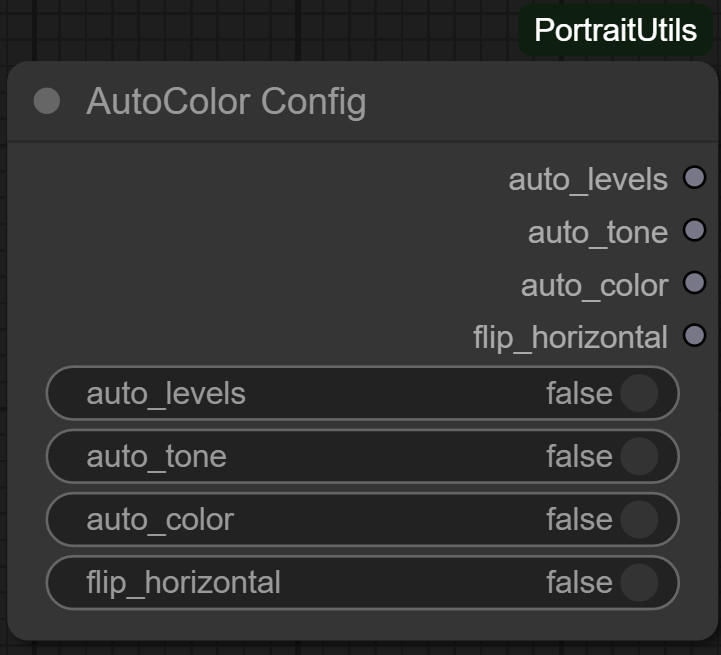 PortraitUtils
AutoColor Config
auto_levels
auto_tone
auto_color
flip_horizontal
auto_levels false
auto_tone false
auto_color false
flip_horizontal false